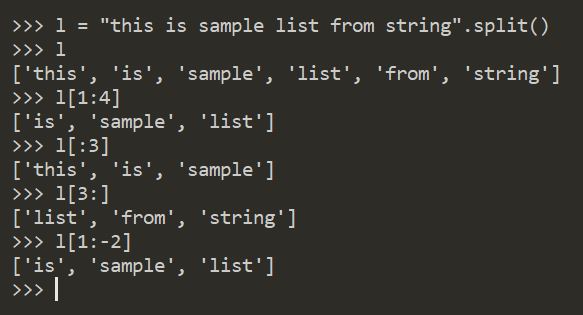 >>> l = "this is sample list from string".split()
>>> l
['this', 'is', 'sample', 'list', 'from', 'string']
>>> l[1:4]
['is', 'sample', 'list']
>>> l[:3]
['this', 'is', 'sample']
>>> l[3:]
['list', 'from', 'string']
>>> l[1:-2]
['is', 'sample', 'list']
>>>